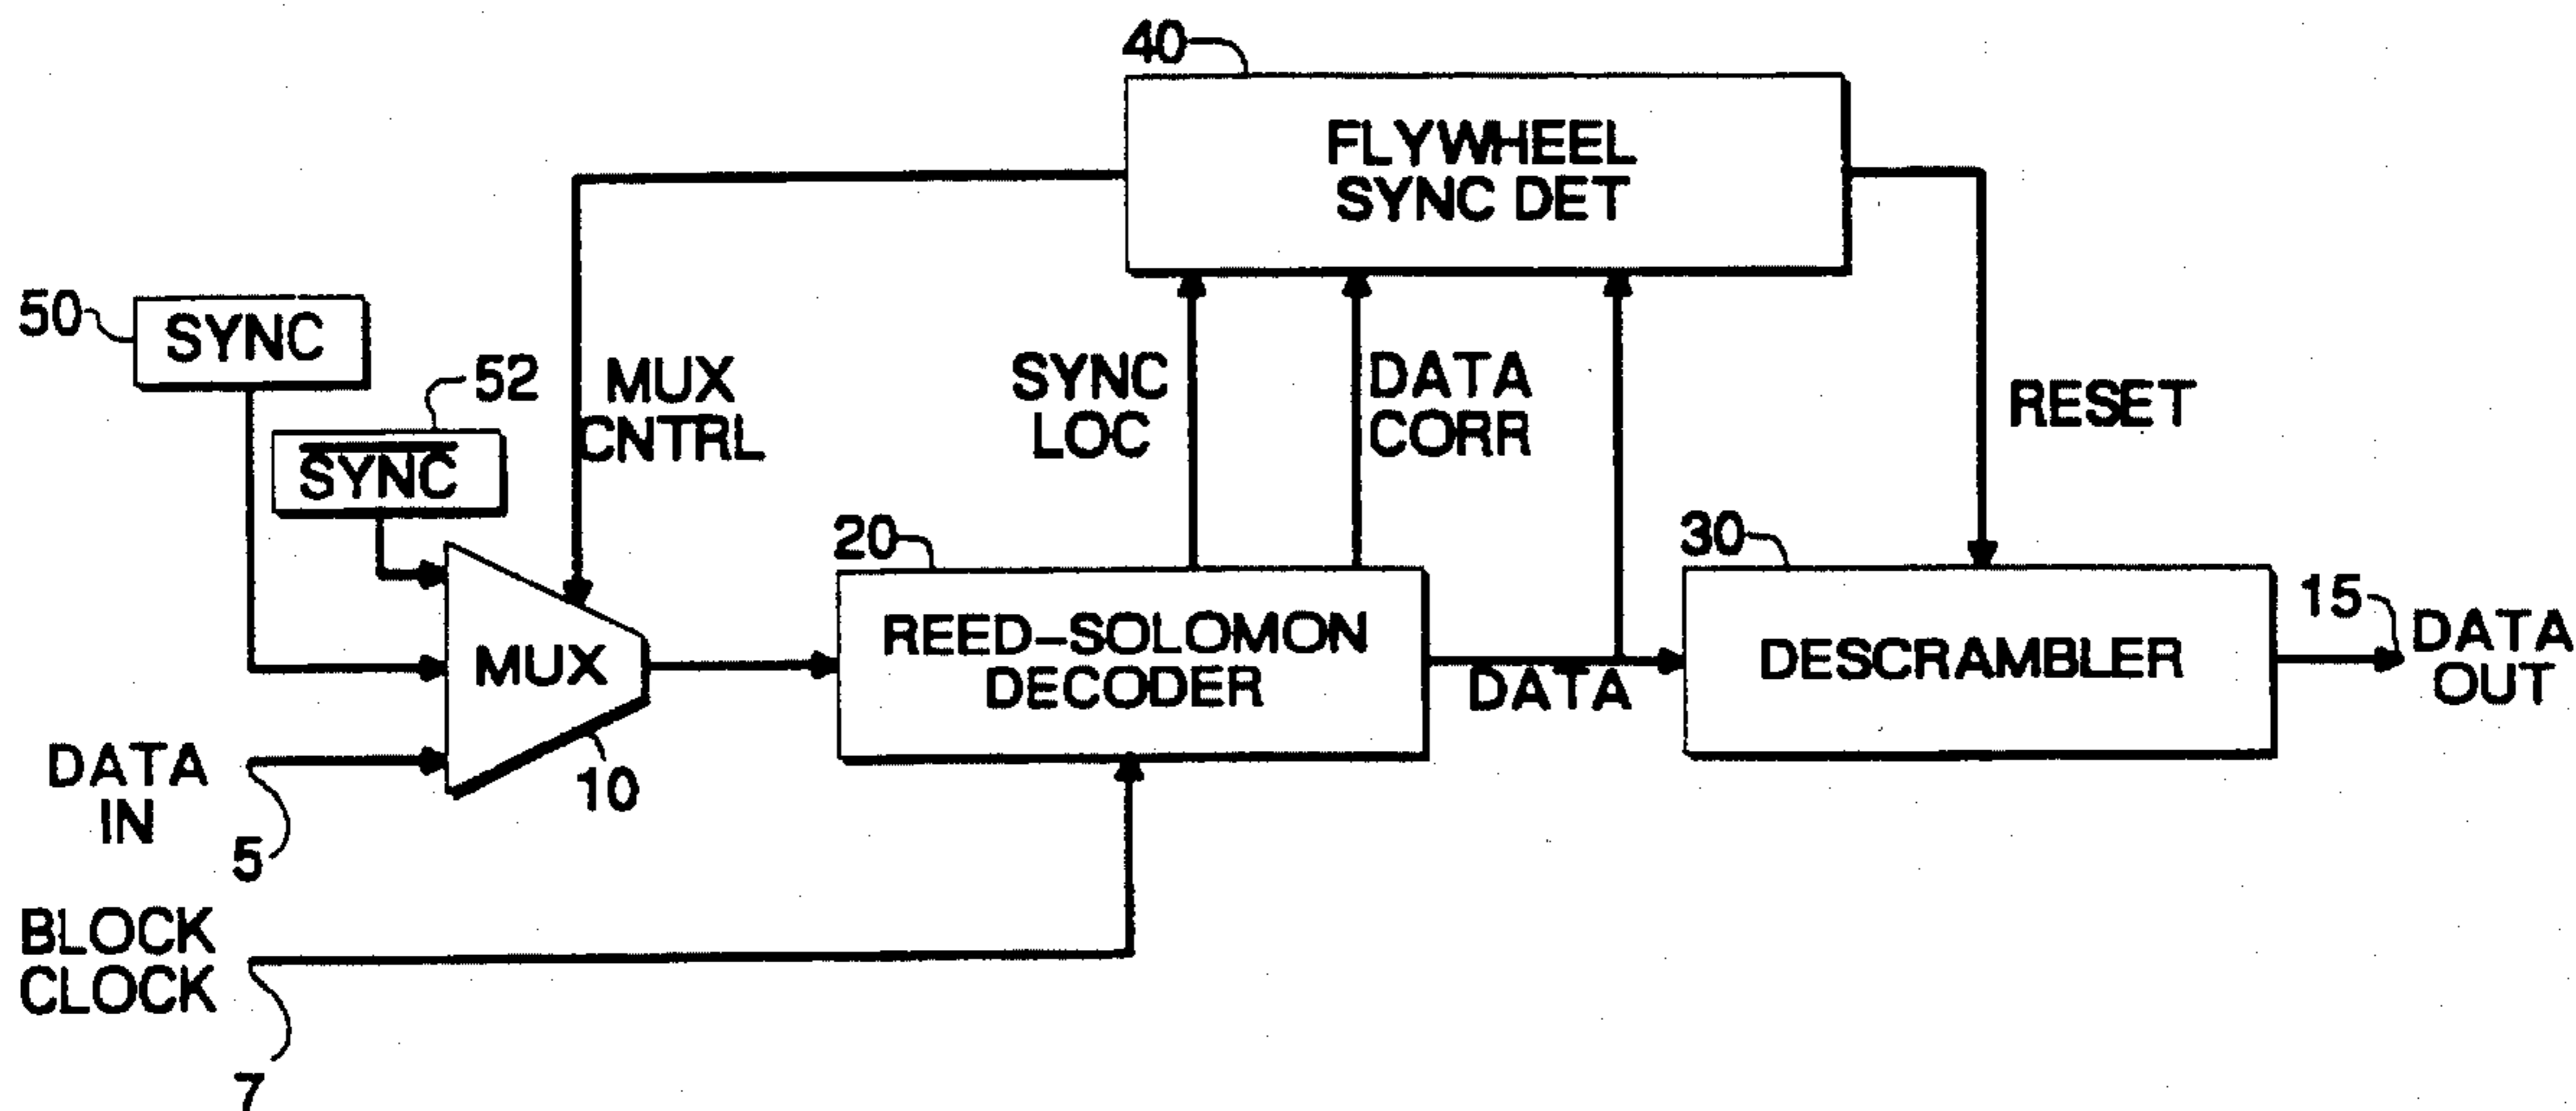 40
FLYWHEEL
SYNC DET
50
SYNC
52
S̅Y̅N̅C̅
MUX
CNTRL
SYNC
LOC
DATA
CORR
RESET
20
30
15
MUX
REED-SOLOMON
DECODER
DATA
DESCRAMBLER
DATA
OUT
DATA
IN
10
5
BLOCK
CLOCK
7